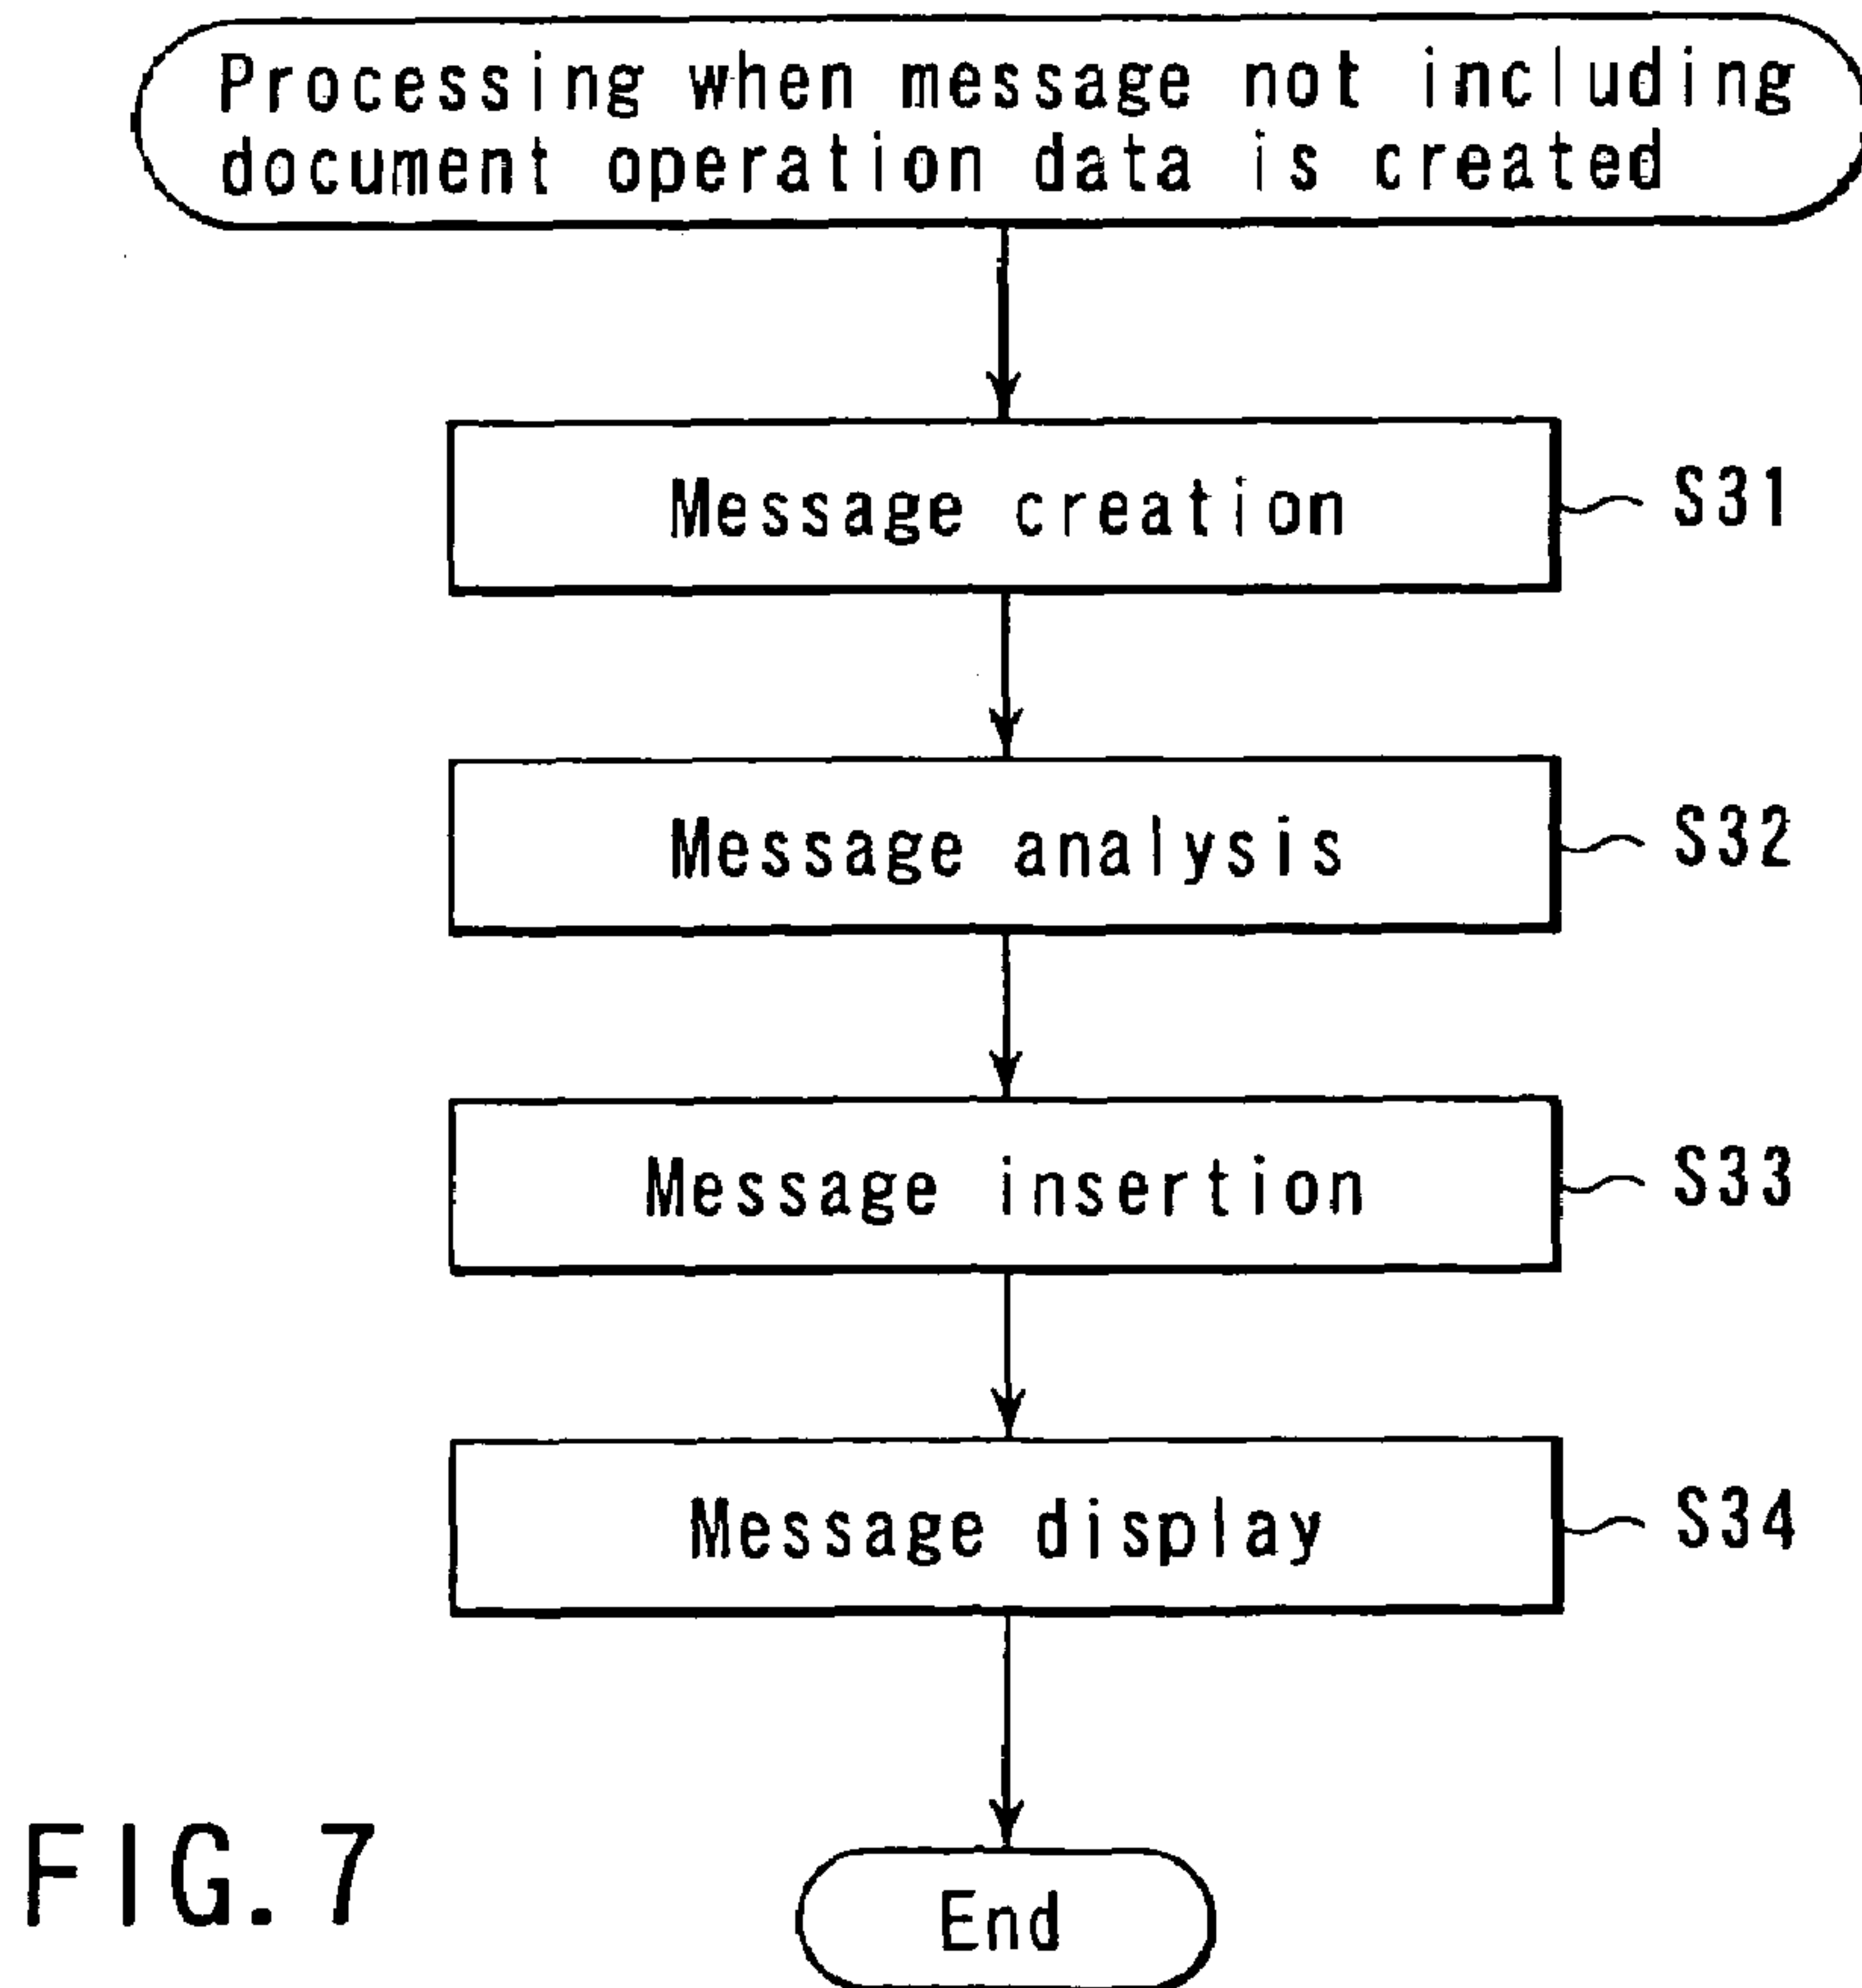 Processing when message not including
document operation data is created
Message creation
S31
Message analysis
S32
Message insertion
S33
Message display
S34
End
FIG. 7